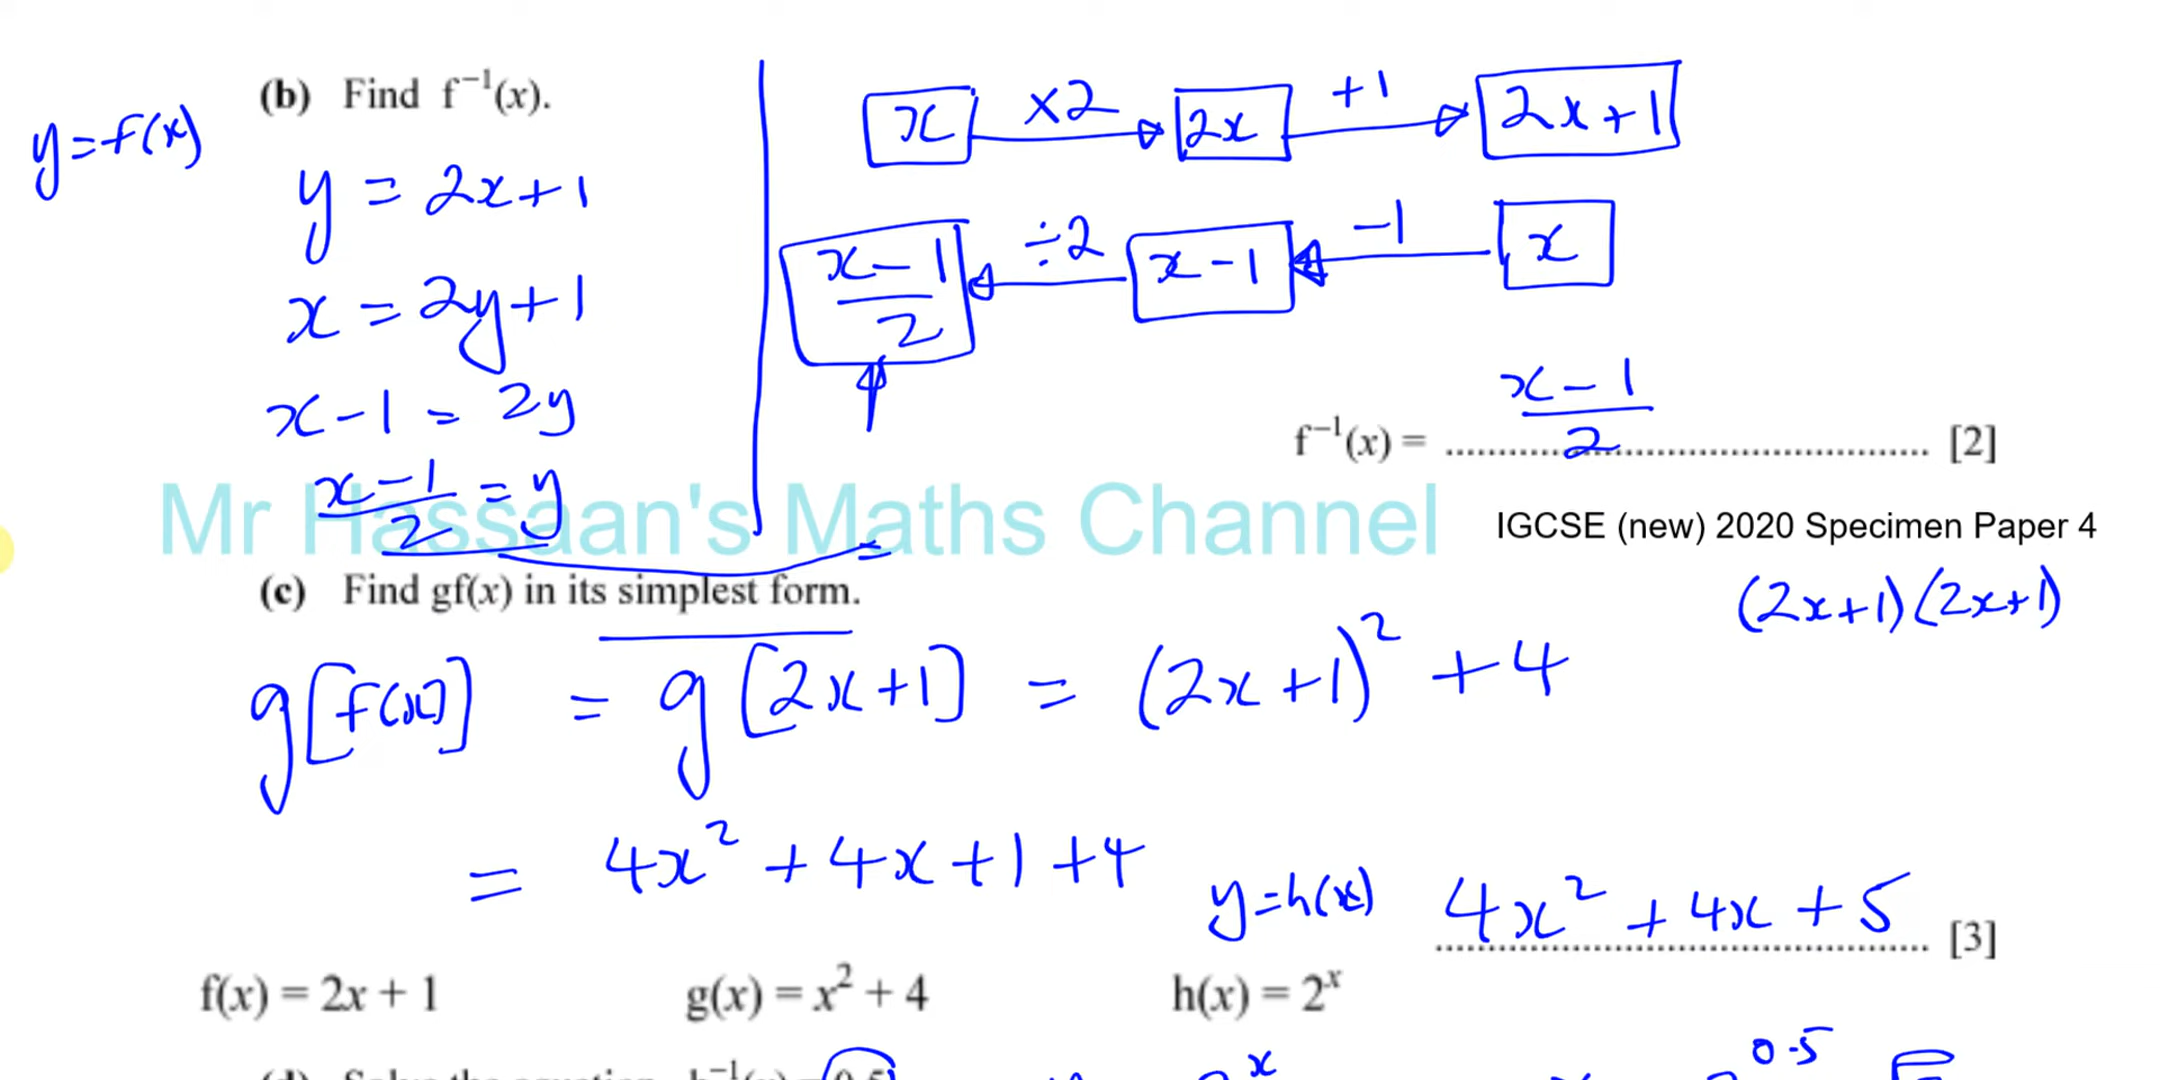 (b) Find f⁻¹(x).
y = f(x)
y = 2x + 1
x = 2y + 1
x – 1 = 2y
(x – 1)/2 = y
x ×2 2x +1 2x + 1
(x – 1)/2 ÷2 x – 1 –1 x
f⁻¹(x) = (x – 1)/2 [2]
Mr Hassaan's Maths Channel
IGCSE (new) 2020 Specimen Paper 4
(c) Find gf(x) in its simplest form.
(2x+1)(2x+1)
g[f(x)] = g[2x+1] = (2x+1)² + 4
= 4x² + 4x + 1 + 4
y = h(x)
4x² + 4x + 5 [3]
f(x) = 2x + 1 g(x) = x² + 4 h(x) = 2ˣ
0.5